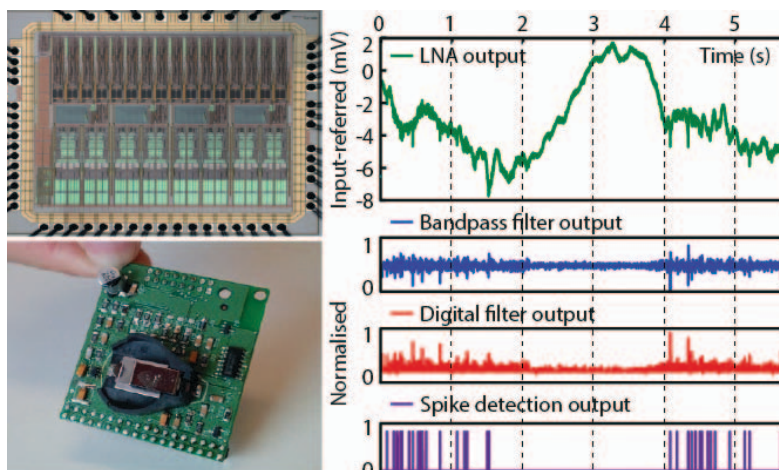 0 1 2 3 4 5
LNA output
Time (s)
Input-referred (mV)
2
0
-2
-4
-6
-8
Bandpass filter output
1
0
Digital filter output
1
0
Normalised
Spike detection output
1
0